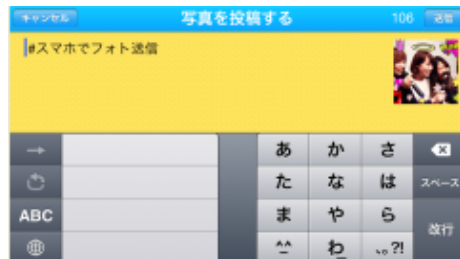 キャンセル 写真を投稿する 106 送信
#スマホでフォト送信
→ あ か さ
た な は スペース
ABC ま や ら 改行
^^ わ 、。?!